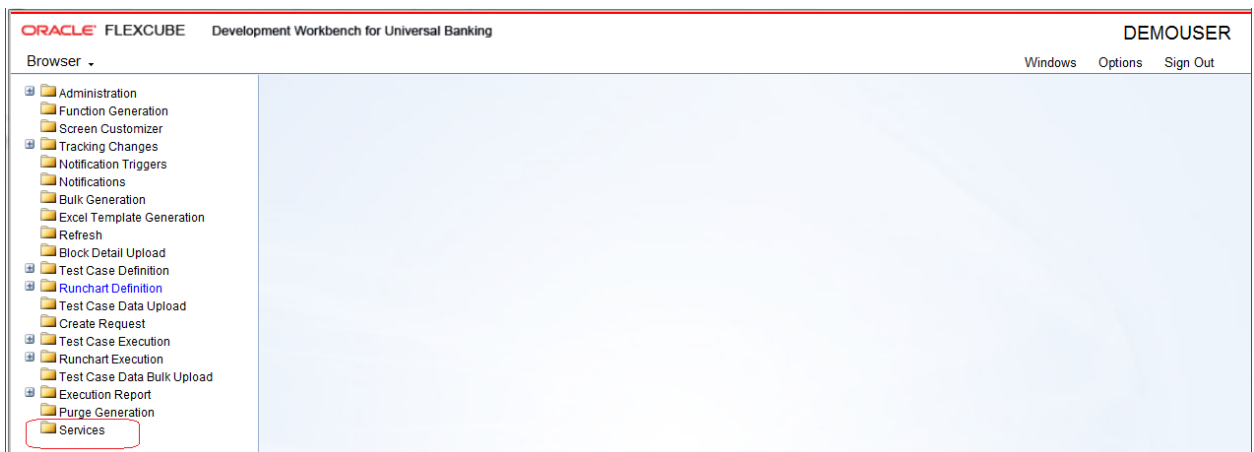 ORACLE FLEXCUBE Development Workbench for Universal Banking DEMOUSER
Browser Windows Options Sign Out
Administration
Function Generation
Screen Customizer
Tracking Changes
Notification Triggers
Notifications
Bulk Generation
Excel Template Generation
Refresh
Block Detail Upload
Test Case Definition
Runchart Definition
Test Case Data Upload
Create Request
Test Case Execution
Runchart Execution
Test Case Data Bulk Upload
Execution Report
Purge Generation
Services